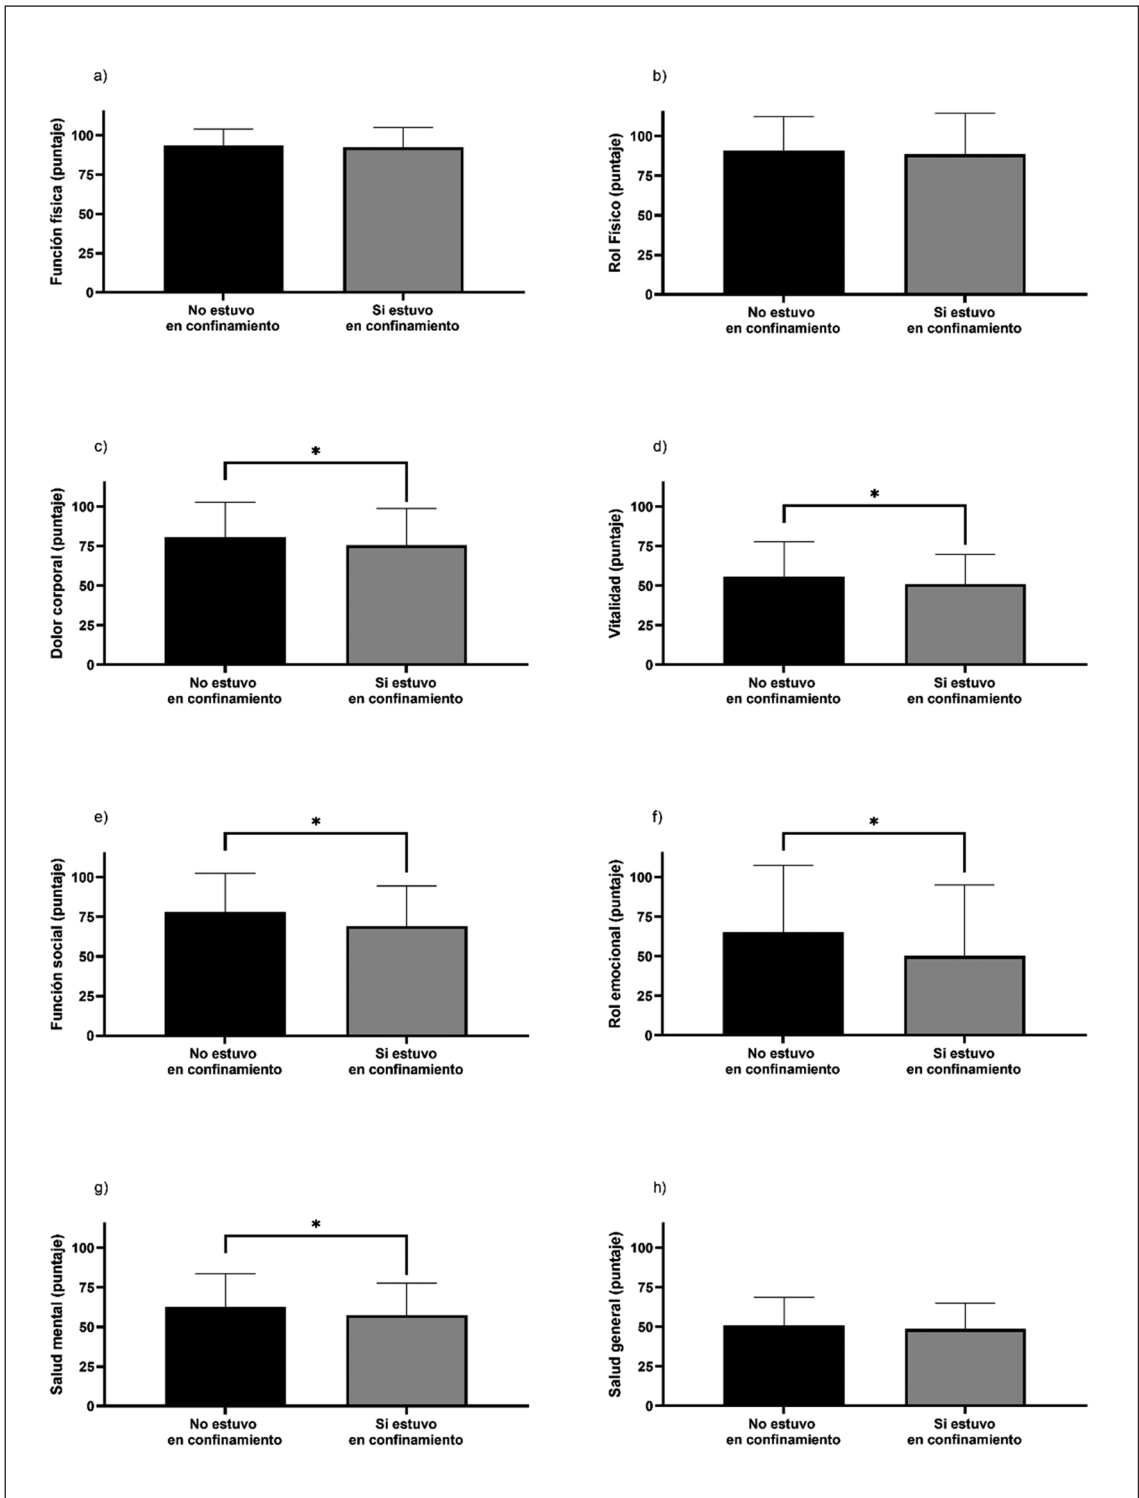 a)
Función física (puntaje)
100
75
50
25
0
No estuvo
en confinamiento
Si estuvo
en confinamiento
b)
Rol Físico (puntaje)
100
75
50
25
0
No estuvo
en confinamiento
Si estuvo
en confinamiento
c)
*
Dolor corporal (puntaje)
100
75
50
25
0
No estuvo
en confinamiento
Si estuvo
en confinamiento
d)
*
Vitalidad (puntaje)
100
75
50
25
0
No estuvo
en confinamiento
Si estuvo
en confinamiento
e)
*
Función social (puntaje)
100
75
50
25
0
No estuvo
en confinamiento
Si estuvo
en confinamiento
f)
*
Rol emocional (puntaje)
100
75
50
25
0
No estuvo
en confinamiento
Si estuvo
en confinamiento
g)
*
Salud mental (puntaje)
100
75
50
25
0
No estuvo
en confinamiento
Si estuvo
en confinamiento
h)
Salud general (puntaje)
100
75
50
25
0
No estuvo
en confinamiento
Si estuvo
en confinamiento